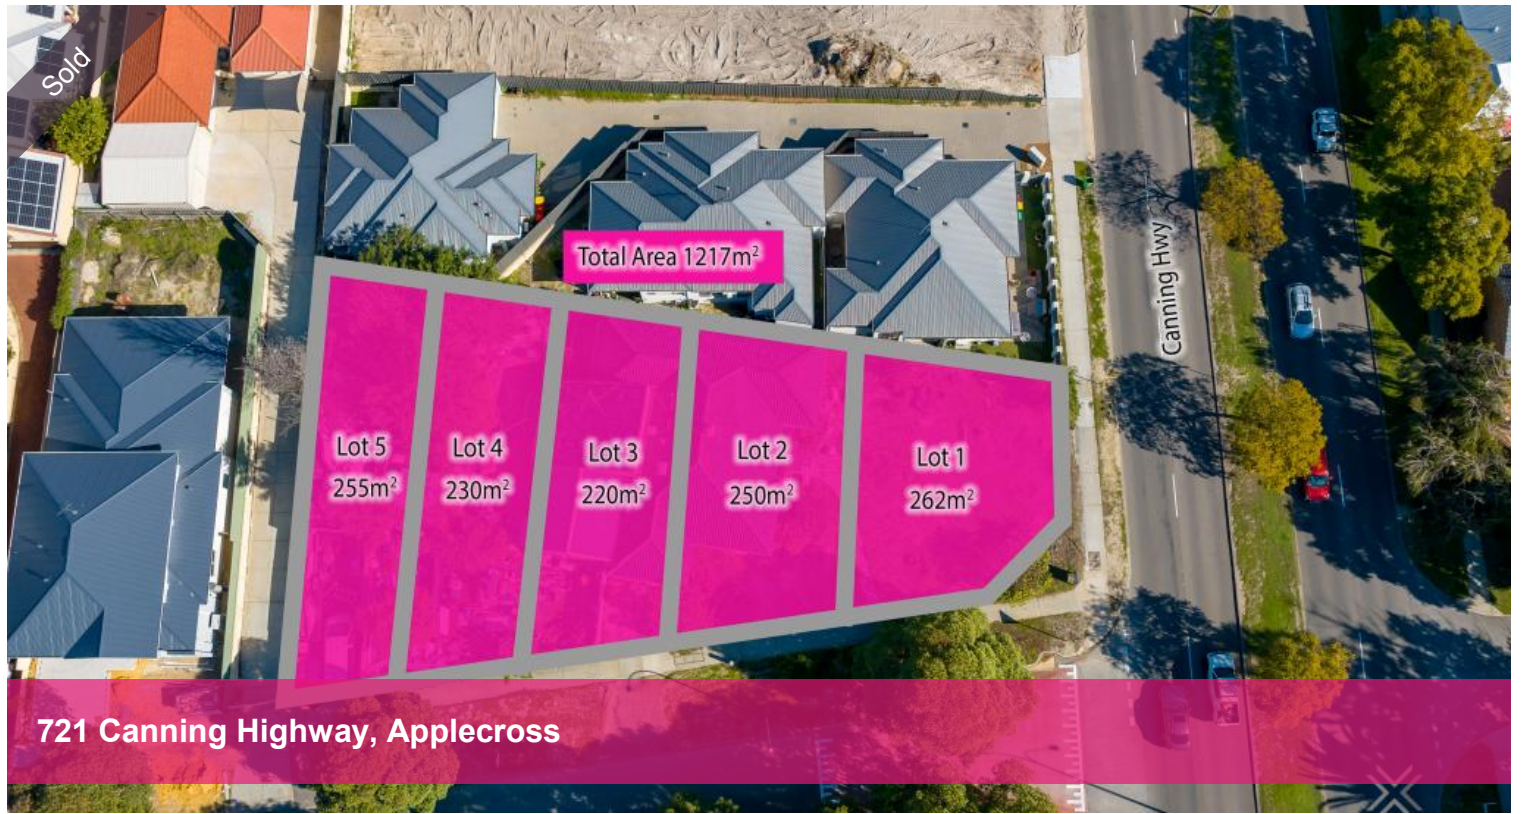 Sold
Total Area 1217m²
Canning Hwy
Lot 5
255m²
Lot 4
230m²
Lot 3
220m²
Lot 2
250m²
Lot 1
262m²
721 Canning Highway, Applecross